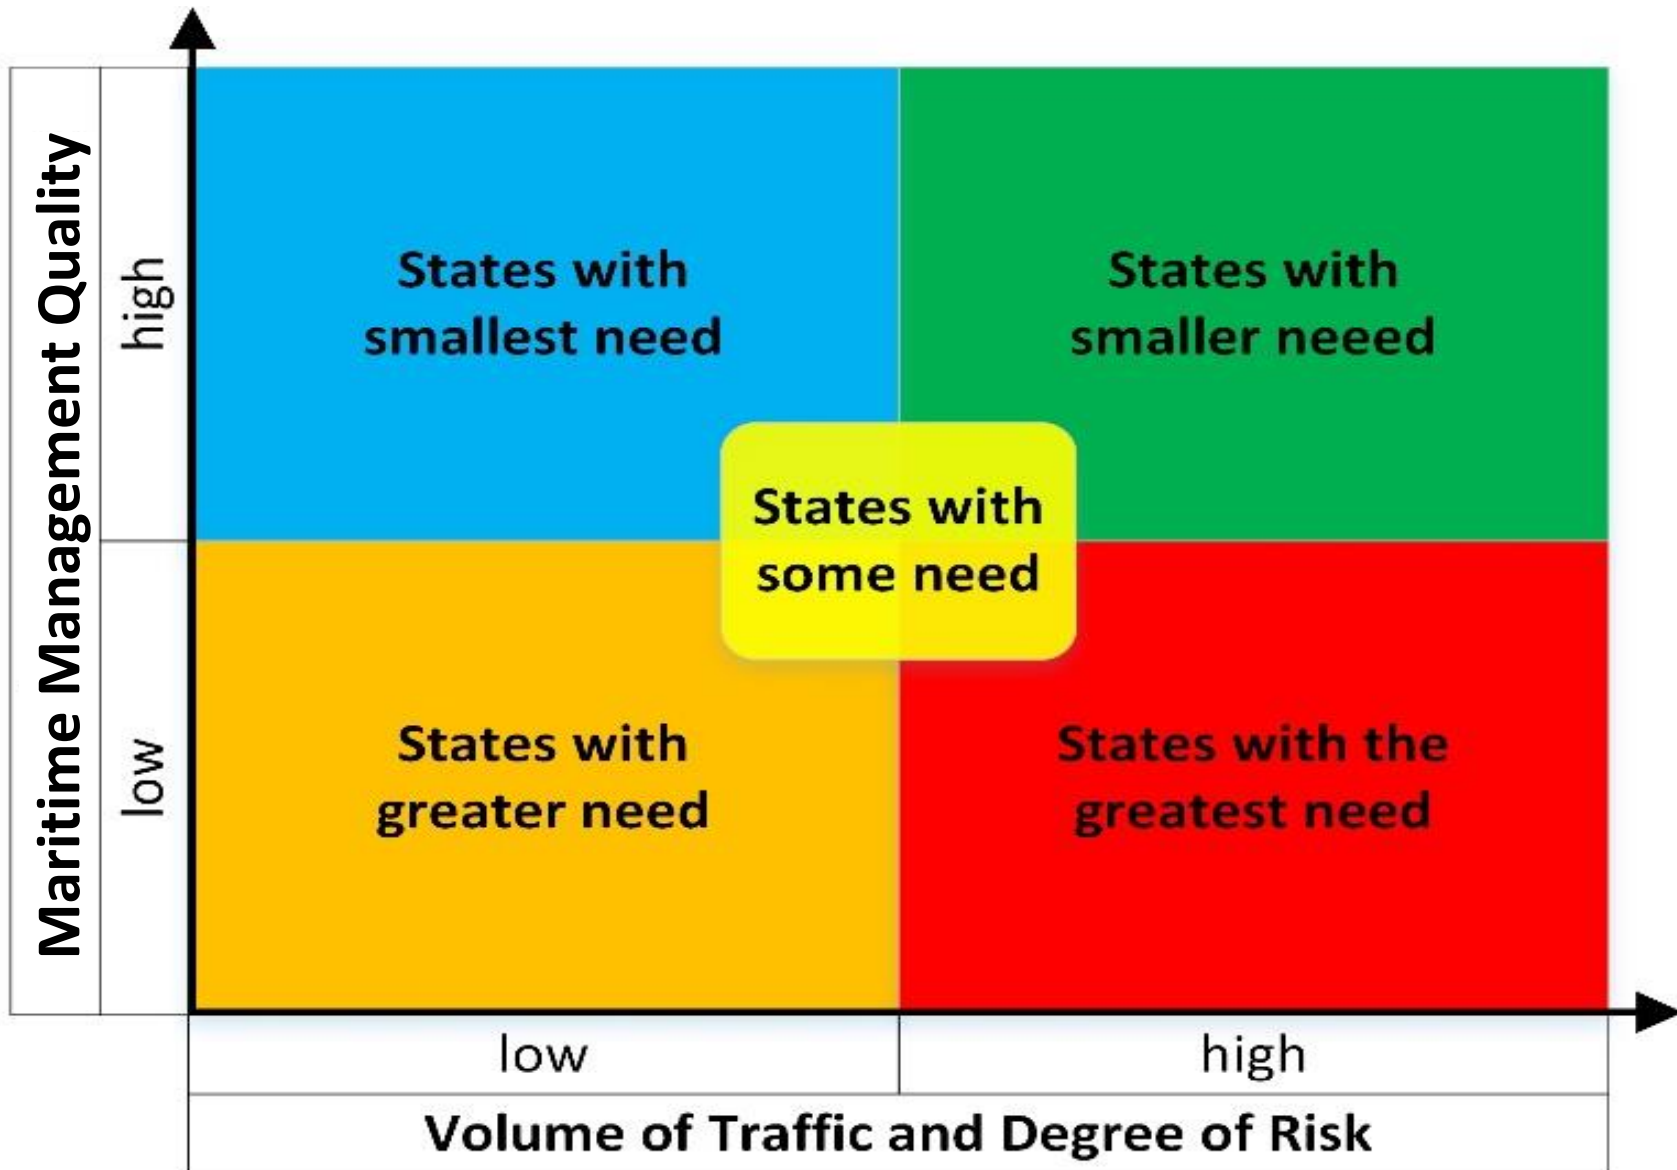 Maritime Management Quality
high
low
States with
smallest need
States with
smaller neeed
States with
some need
States with
greater need
States with the
greatest need
low
high
Volume of Traffic and Degree of Risk